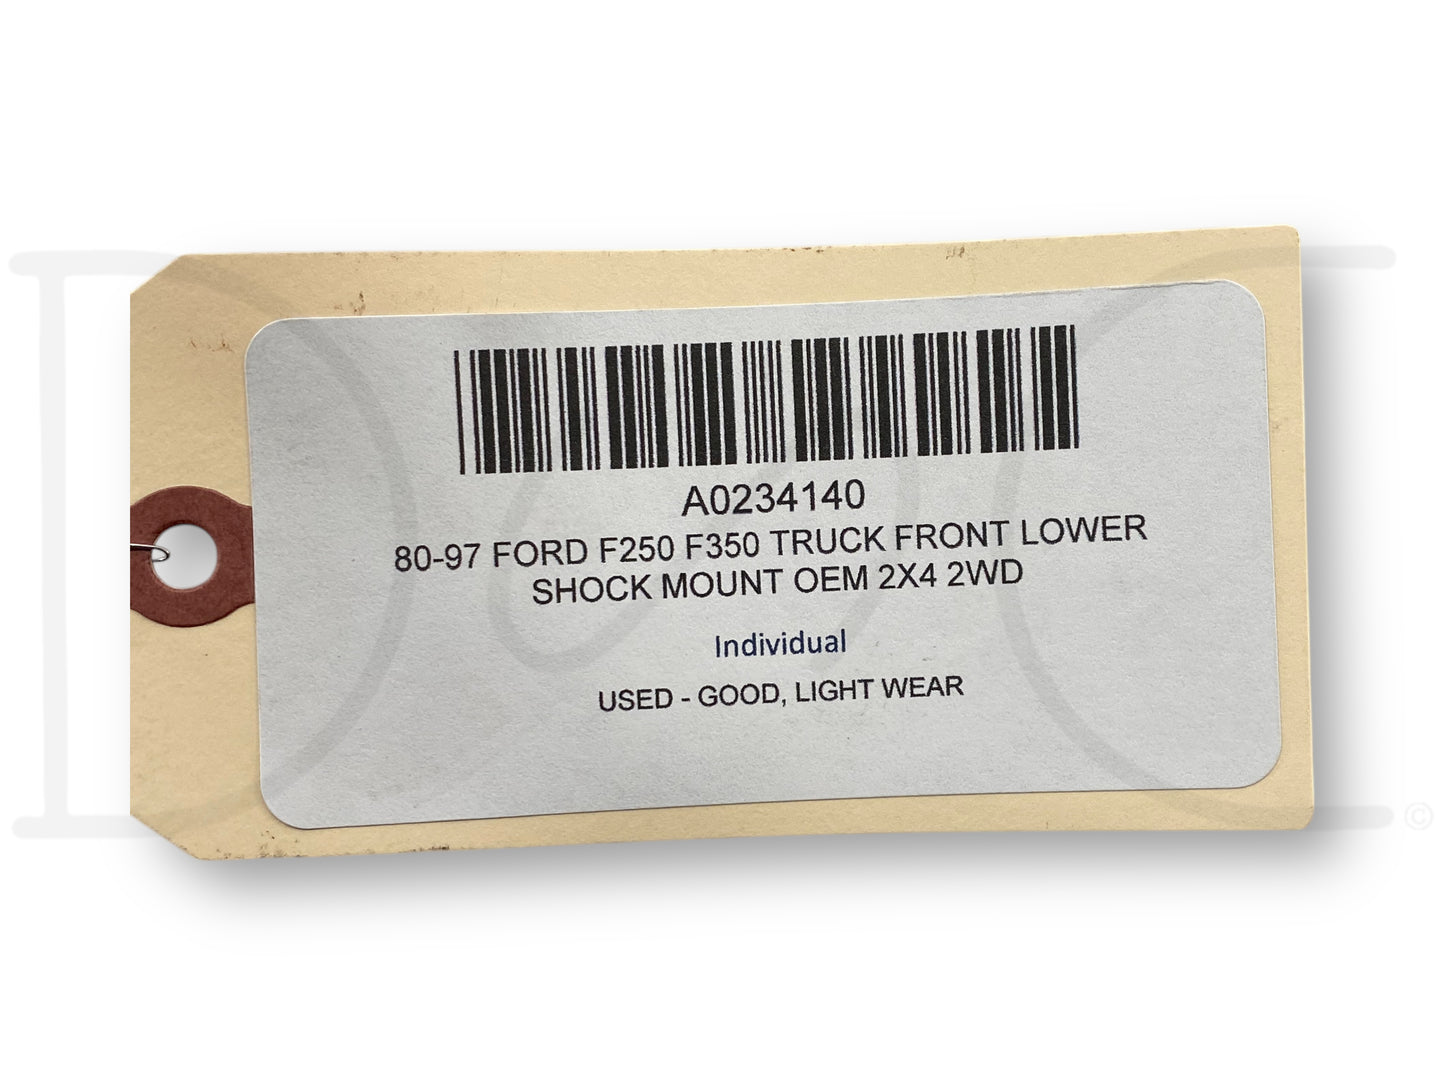 A0234140
80-97 FORD F250 F350 TRUCK FRONT LOWER
SHOCK MOUNT OEM 2X4 2WD
Individual
USED - GOOD, LIGHT WEAR
©